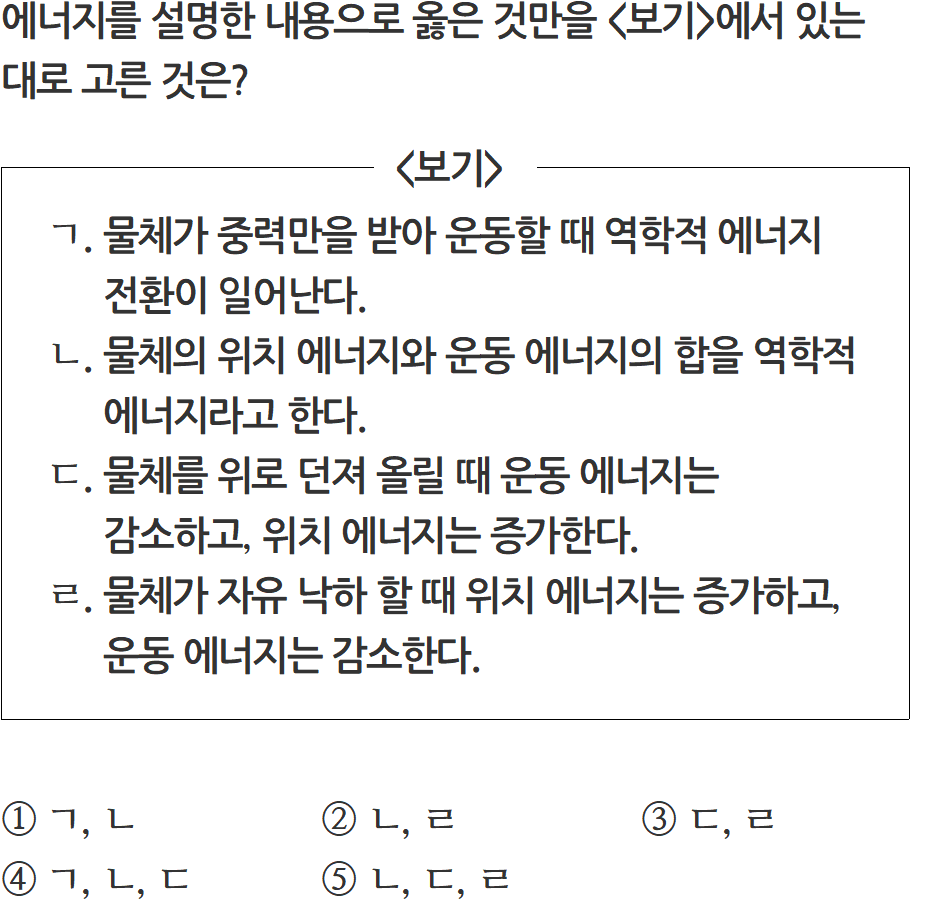 에너지를 설명한 내용으로 옳은 것만을 <보기>에서 있는
대로 고른 것은?
<보기>
ㄱ. 물체가 중력만을 받아 운동할 때 역학적 에너지
전환이 일어난다.
ㄴ. 물체의 위치 에너지와 운동 에너지의 합을 역학적
에너지라고 한다.
ㄷ. 물체를 위로 던져 올릴 때 운동 에너지는
감소하고, 위치 에너지는 증가한다.
ㄹ. 물체가 자유 낙하 할 때 위치 에너지는 증가하고,
운동 에너지는 감소한다.
① ㄱ, ㄴ ② ㄴ, ㄹ ③ ㄷ, ㄹ
④ ㄱ, ㄴ, ㄷ ⑤ ㄴ, ㄷ, ㄹ